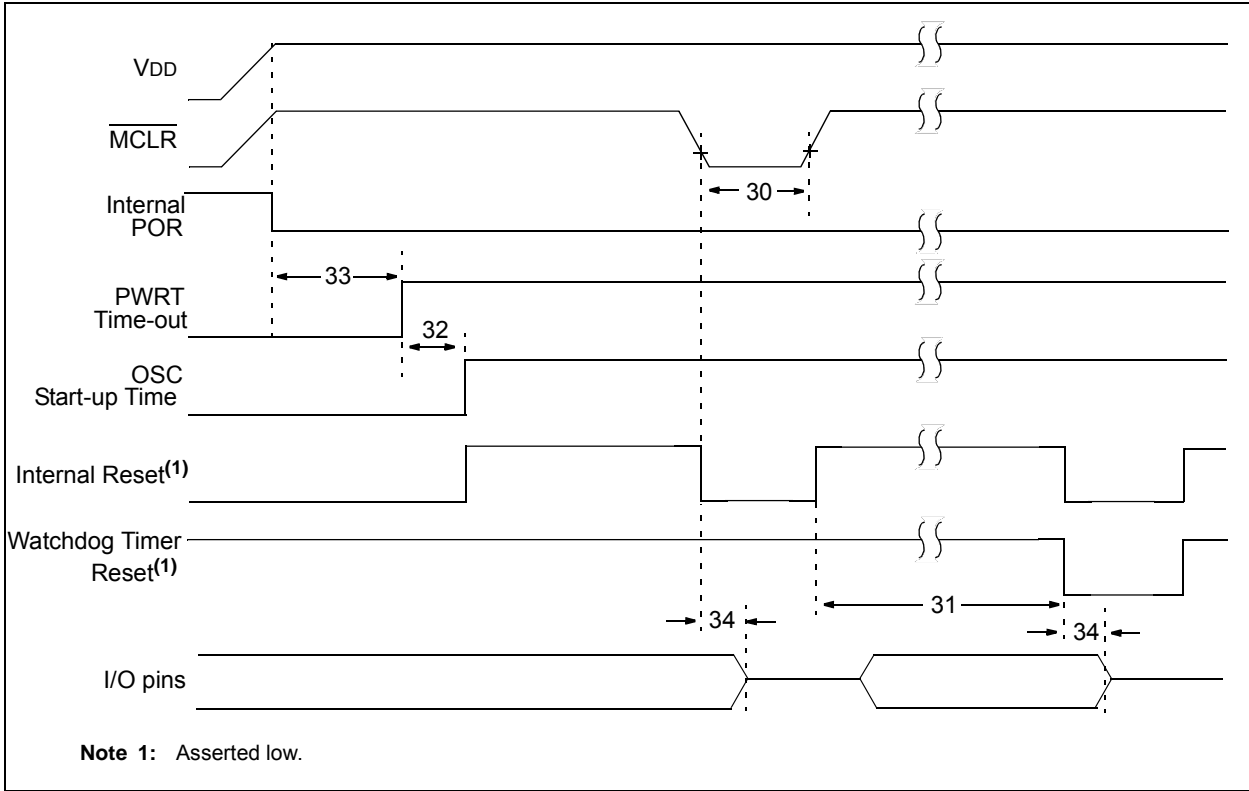 VDD
MCLR
30
Internal
POR
33
PWRT
Time-out
32
OSC
Start-up Time
Internal Reset(1)
Watchdog Timer
Reset(1)
31
34
34
I/O pins
Note 1: Asserted low.